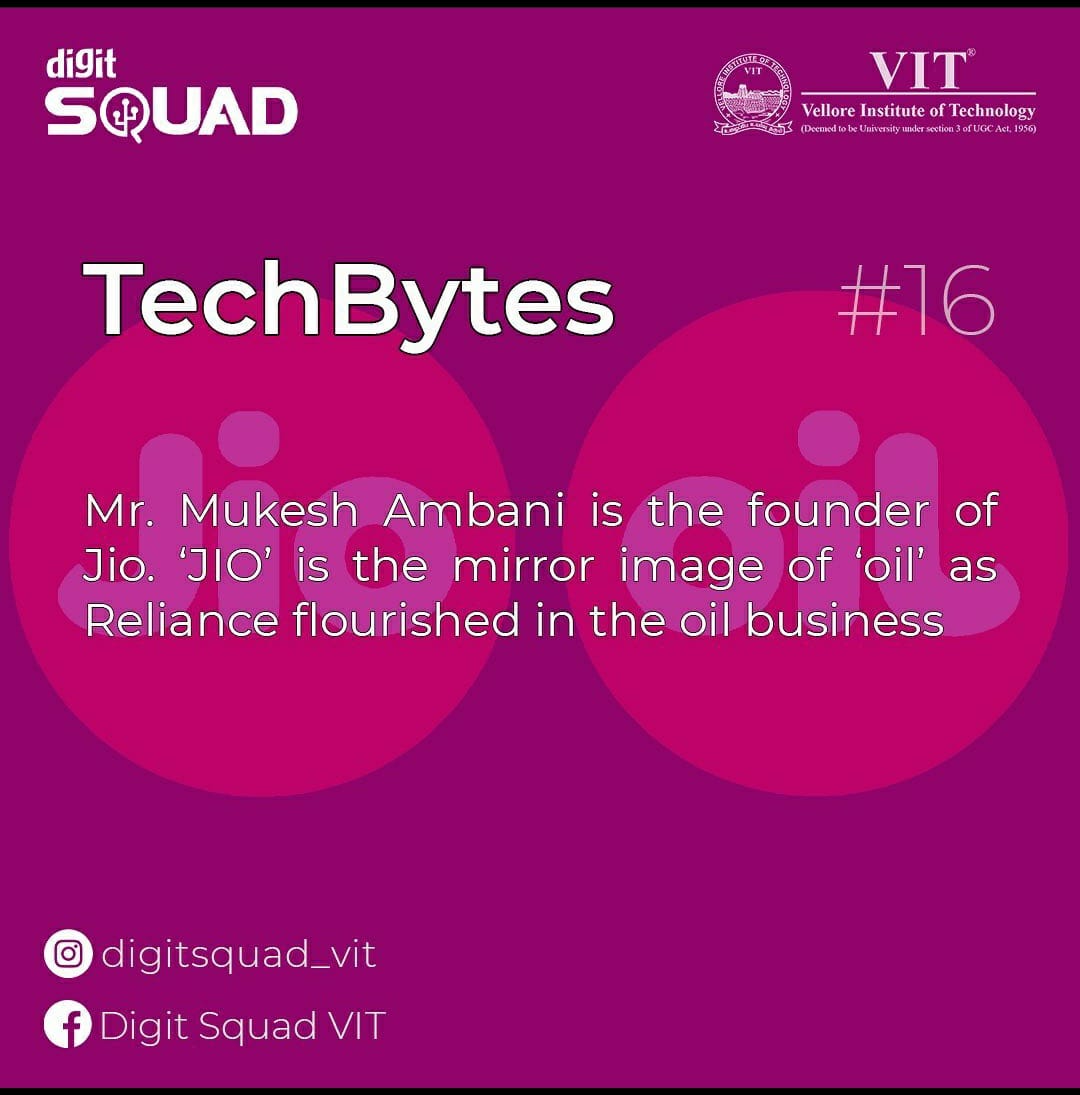 digit
SQUAD
VIT®
Vellore Institute of Technology
(Deemed to be University under section 3 of UGC Act, 1956)
VELLORE INSTITUTE OF TECHNOLOGY
VIT
TechBytes
#16
Jio
oil
Mr. Mukesh Ambani is the founder of
Jio. ‘JIO’ is the mirror image of ‘oil’ as
Reliance flourished in the oil business
digitsquad_vit
Digit Squad VIT